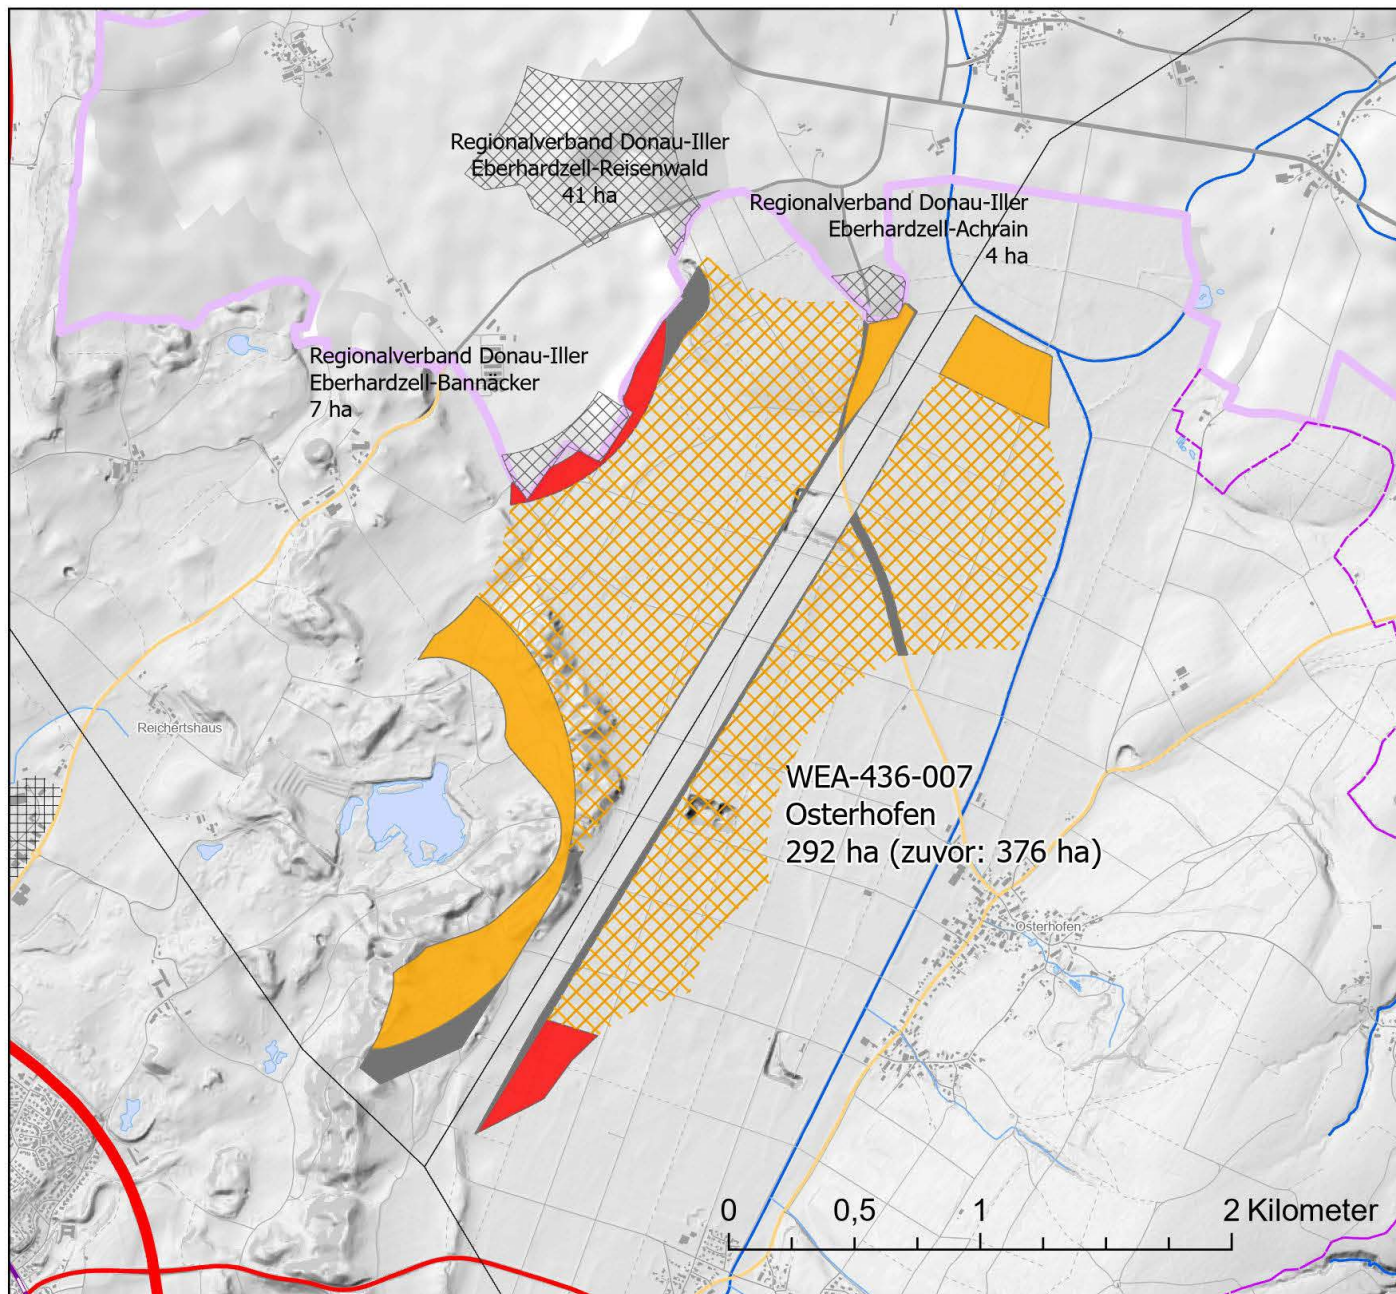 Regionalverband Donau-Iller
Eberhardzell-Reisenwald
41 ha
Regionalverband Donau-Iller
Eberhardzell-Achrain
4 ha
Regionalverband Donau-Iller
Eberhardzell-Bannäcker
7 ha
Reichertshaus
WEA-436-007
Osterhofen
292 ha (zuvor: 376 ha)
Osterhofen
0 0,5 1 2 Kilometer